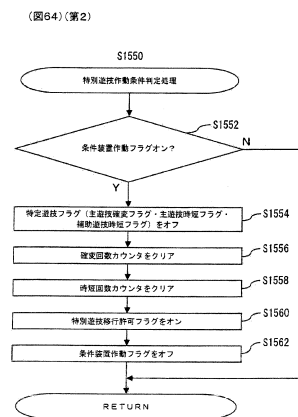 (図64)(第2)
S1550
特別遊技作動条件判定処理
S1552
条件装置作動フラグオン?
N
Y
特定遊技フラグ(主遊技確変フラグ・主遊技時短フラグ・
補助遊技時短フラグ)をオフ
S1554
確変回数カウンタをクリア
S1556
時短回数カウンタをクリア
S1558
特別遊技移行許可フラグをオン
S1560
条件装置作動フラグをオフ
S1562
RETURN